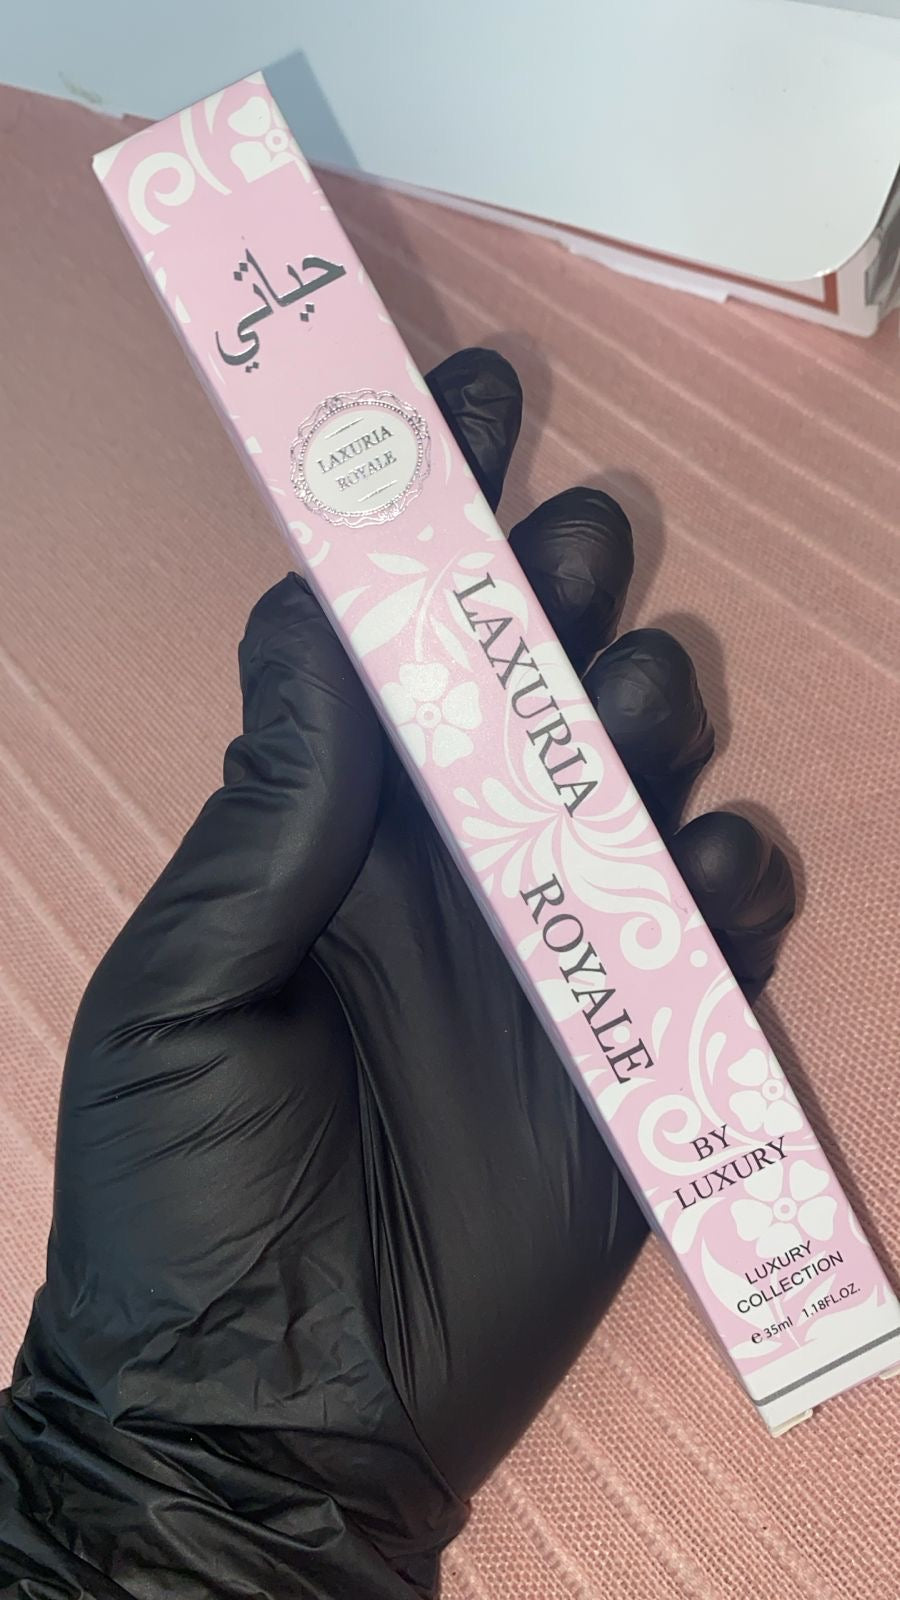 حياتي
LAXURIA
ROYALE
LAXURIA ROYALE
BY
LUXURY
LUXURY
COLLECTION
℮ 35ml 1.18FL.OZ.